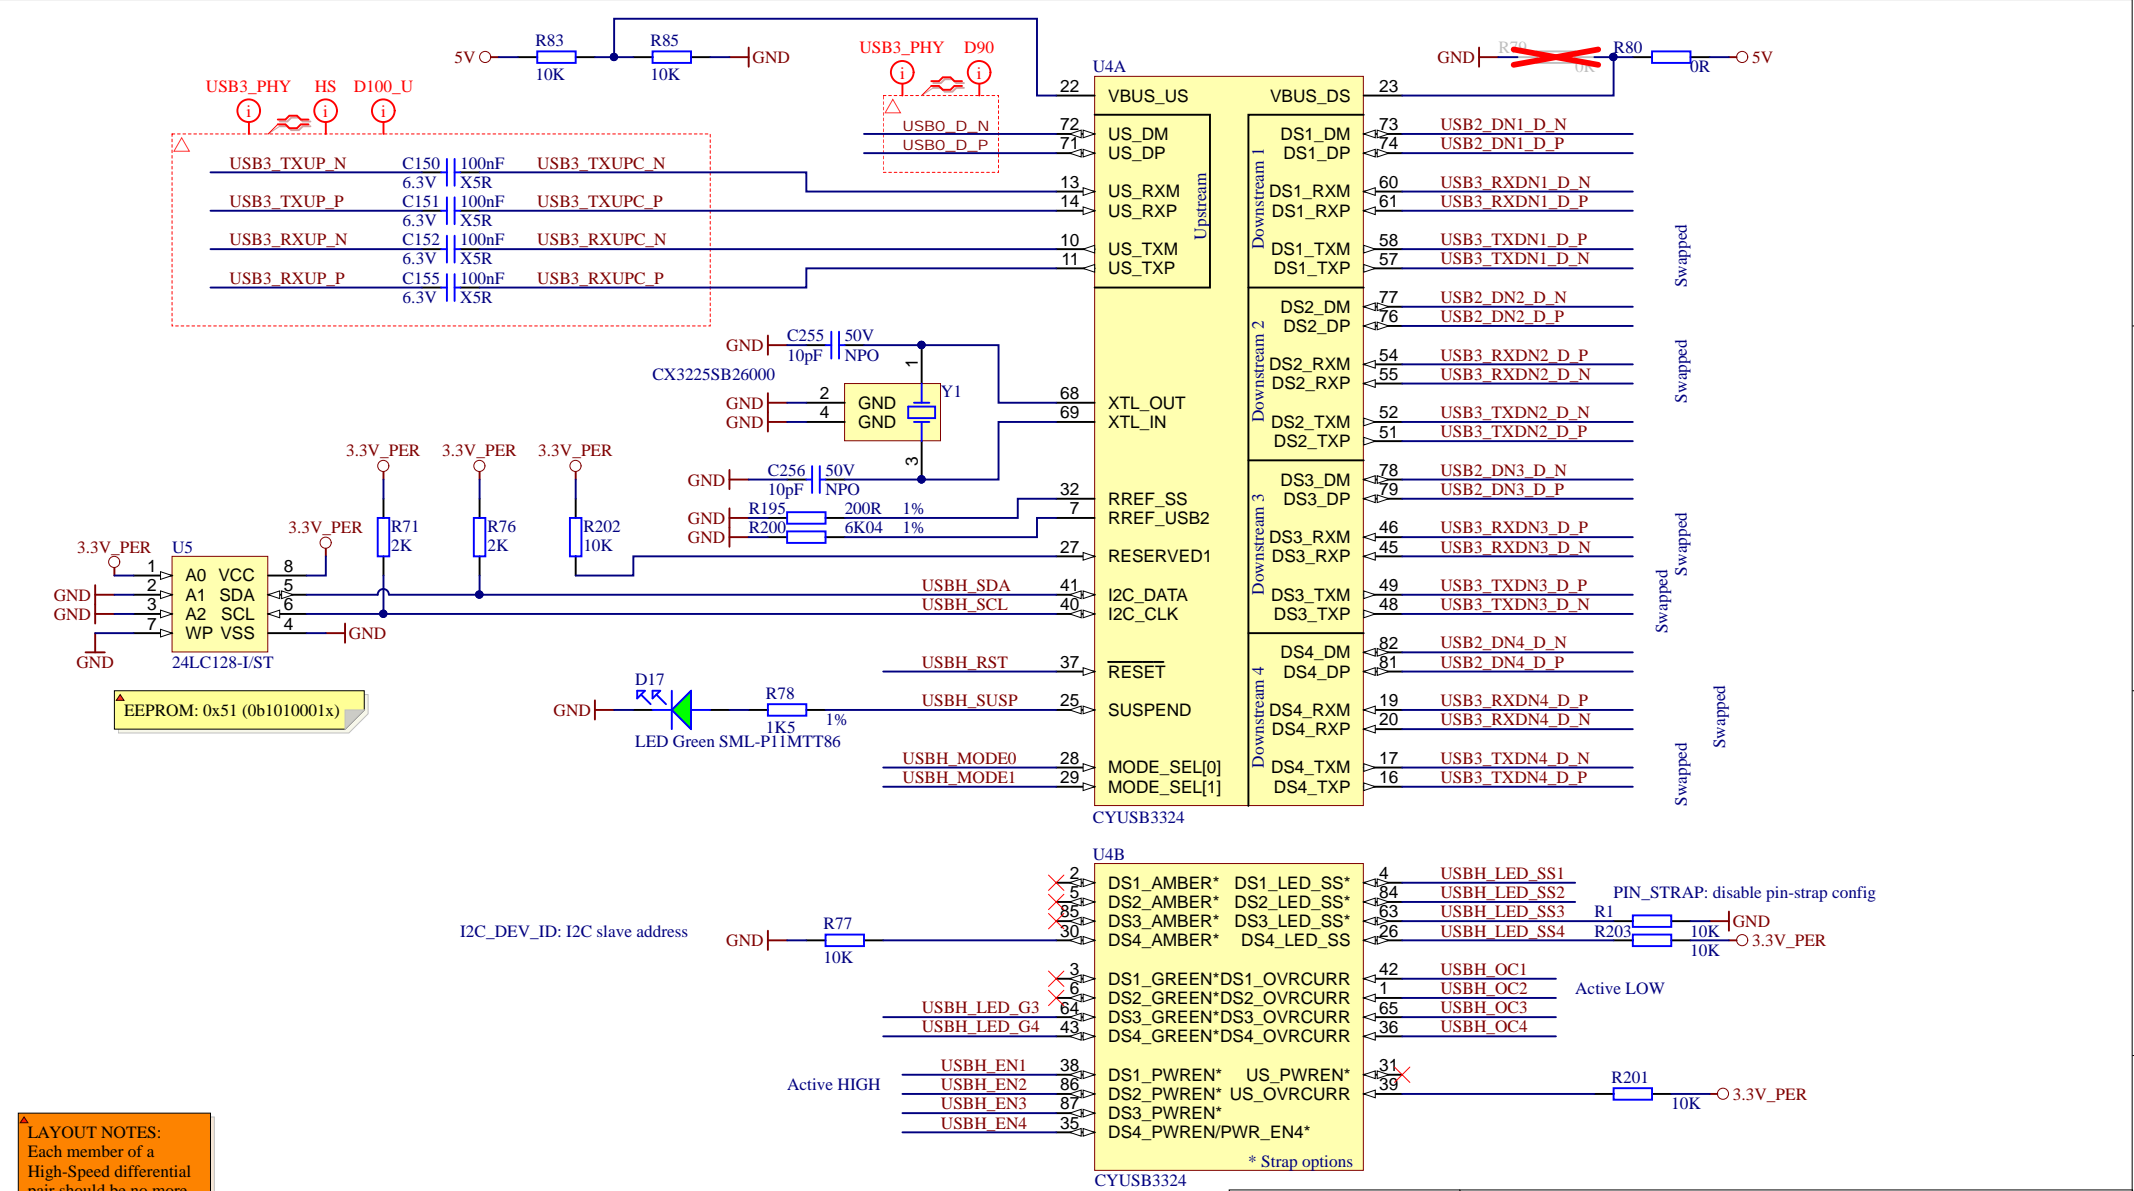 R83
R85
5V
GND
10K
10K
USB3_PHY
D90
GND
R80
0R
5V
USB3_PHY
HS
D100_U
U4A
22
VBUS_US
VBUS_DS
23
USB0_D_N
72
US_DM
USB0_D_P
71
US_DP
USB3_TXUP_N
C150
100nF
6.3V
X5R
USB3_TXUPC_N
13
US_RXM
USB3_TXUP_P
C151
100nF
6.3V
X5R
USB3_TXUPC_P
14
US_RXP
USB3_RXUP_N
C152
100nF
6.3V
X5R
USB3_RXUPC_N
10
US_TXM
USB3_RXUP_P
C155
100nF
6.3V
X5R
USB3_RXUPC_P
11
US_TXP
Upstream
Downstream 1
DS1_DM
73
USB2_DN1_D_N
DS1_DP
74
USB2_DN1_D_P
DS1_RXM
60
USB3_RXDN1_D_N
DS1_RXP
61
USB3_RXDN1_D_P
DS1_TXM
58
USB3_TXDN1_D_P
DS1_TXP
57
USB3_TXDN1_D_N
Swapped
Downstream 2
DS2_DM
77
USB2_DN2_D_N
DS2_DP
76
USB2_DN2_D_P
DS2_RXM
54
USB3_RXDN2_D_P
DS2_RXP
55
USB3_RXDN2_D_N
Swapped
DS2_TXM
52
USB3_TXDN2_D_N
DS2_TXP
51
USB3_TXDN2_D_P
Downstream 3
DS3_DM
78
USB2_DN3_D_N
DS3_DP
79
USB2_DN3_D_P
DS3_RXM
46
USB3_RXDN3_D_P
DS3_RXP
45
USB3_RXDN3_D_N
Swapped
DS3_TXM
49
USB3_TXDN3_D_P
DS3_TXP
48
USB3_TXDN3_D_N
Swapped
Downstream 4
DS4_DM
82
USB2_DN4_D_N
DS4_DP
81
USB2_DN4_D_P
DS4_RXM
19
USB3_RXDN4_D_P
DS4_RXP
20
USB3_RXDN4_D_N
Swapped
DS4_TXM
17
USB3_TXDN4_D_N
DS4_TXP
16
USB3_TXDN4_D_P
Swapped
GND
C255
50V
10pF
NPO
CX3225SB26000
1
Y1
GND
2
GND
GND
4
GND
3
68
XTL_OUT
69
XTL_IN
GND
C256
50V
10pF
NPO
32
RREF_SS
7
RREF_USB2
GND
R195
200R
1%
GND
R200
6K04
1%
3.3V_PER
3.3V_PER
3.3V_PER
R71
2K
R76
2K
R202
10K
27
RESERVED1
3.3V_PER
3.3V_PER
U5
1
A0
VCC
8
GND
2
A1
SDA
5
GND
3
A2
SCL
6
7
WP
VSS
4
GND
GND
24LC128-I/ST
USBH_SDA
41
I2C_DATA
USBH_SCL
40
I2C_CLK
EEPROM: 0x51 (0b1010001x)
USBH_RST
37
RESET
GND
D17
R78
1K5
1%
LED Green SML-P11MTT86
USBH_SUSP
25
SUSPEND
USBH_MODE0
28
MODE_SEL[0]
USBH_MODE1
29
MODE_SEL[1]
CYUSB3324
U4B
2
DS1_AMBER*
DS1_LED_SS*
4
USBH_LED_SS1
5
DS2_AMBER*
DS2_LED_SS*
84
USBH_LED_SS2
PIN_STRAP: disable pin-strap config
85
DS3_AMBER*
DS3_LED_SS*
63
USBH_LED_SS3
R1
10K
GND
I2C_DEV_ID: I2C slave address
GND
R77
10K
30
DS4_AMBER*
DS4_LED_SS
26
USBH_LED_SS4
R203
10K
3.3V_PER
3
DS1_GREEN*
DS1_OVRCURR
42
USBH_OC1
6
DS2_GREEN*
DS2_OVRCURR
1
USBH_OC2
Active LOW
USBH_LED_G3
64
DS3_GREEN*
DS3_OVRCURR
65
USBH_OC3
USBH_LED_G4
43
DS4_GREEN*
DS4_OVRCURR
36
USBH_OC4
USBH_EN1
38
DS1_PWREN*
US_PWREN*
31
Active HIGH
USBH_EN2
86
DS2_PWREN*
US_OVRCURR
39
R201
10K
3.3V_PER
USBH_EN3
87
DS3_PWREN*
USBH_EN4
35
DS4_PWREN/PWR_EN4*
* Strap options
CYUSB3324
LAYOUT NOTES:
Each member of a
High-Speed differential
pair should be no more